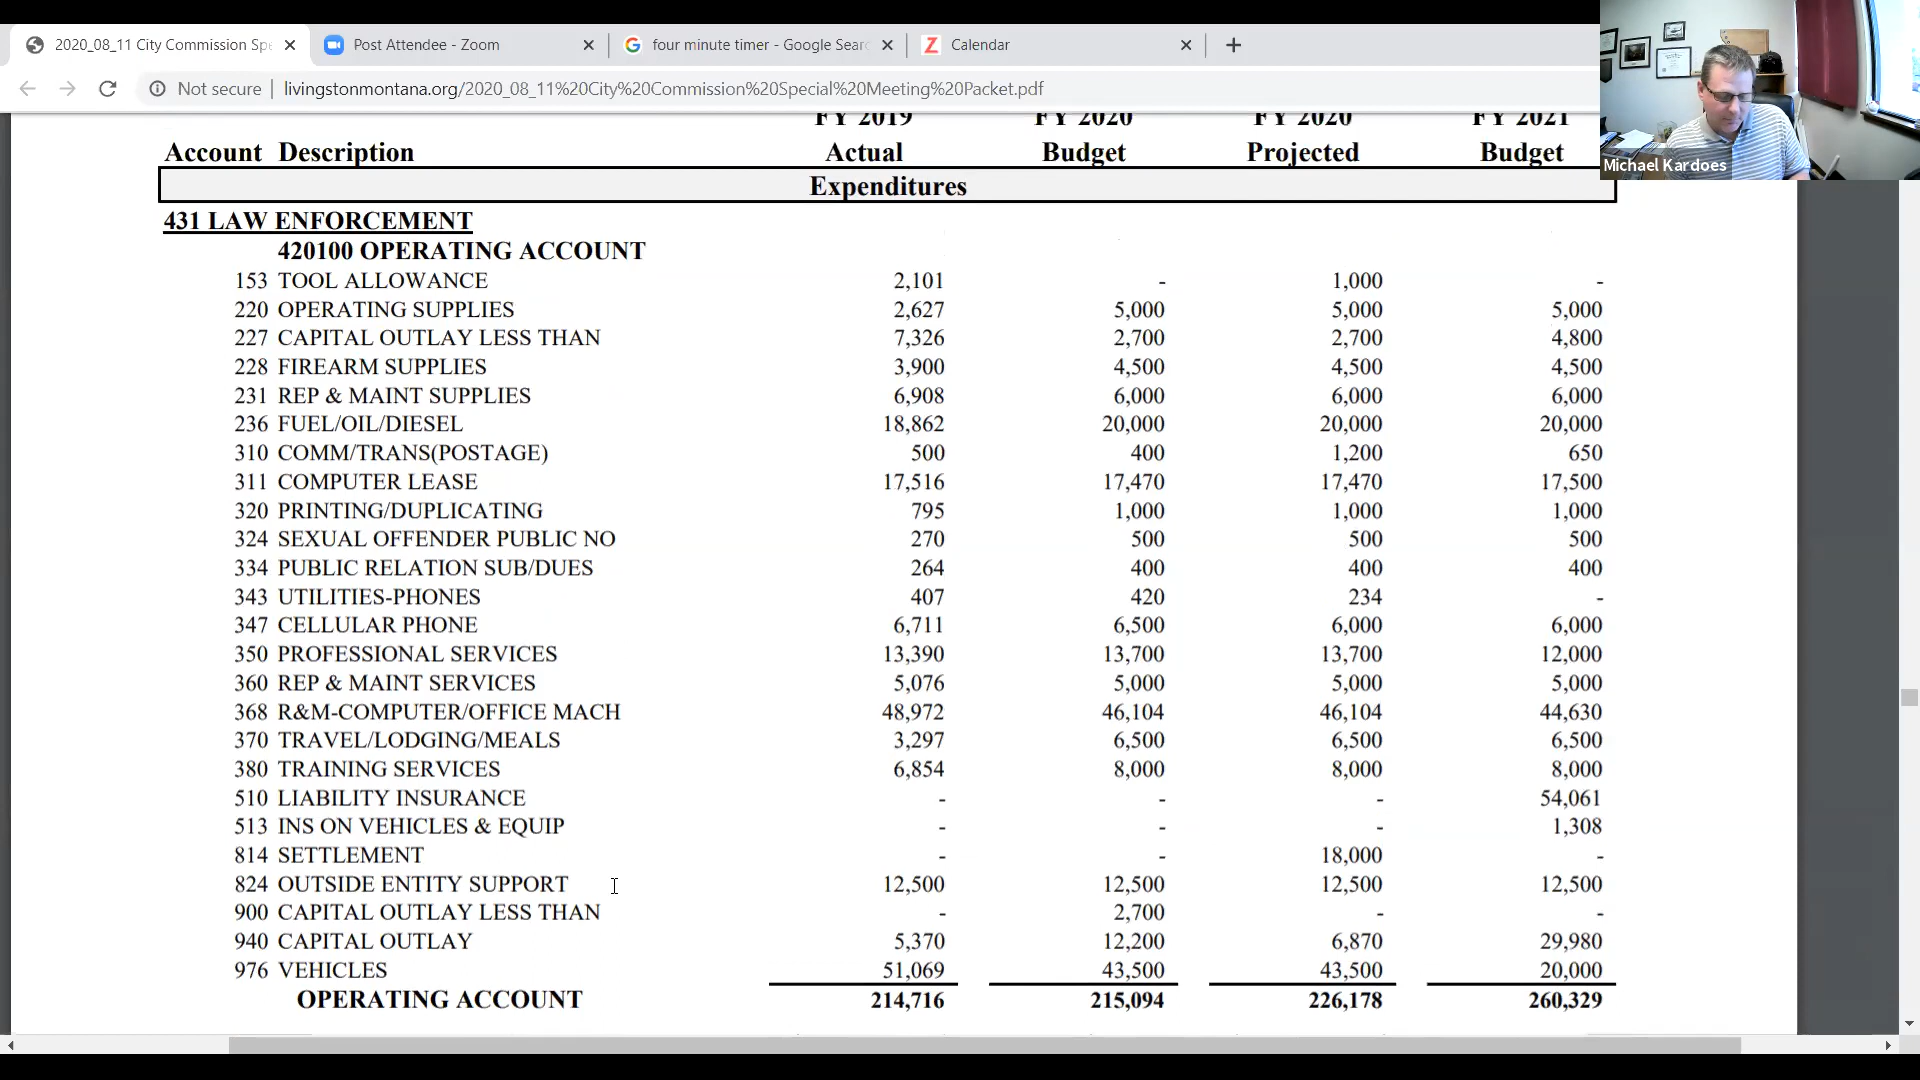 2020_08_11 City Commission Spe
Post Attendee - Zoom
four minute timer - Google Searc
Calendar
Not secure | livingstonmontana.org/2020_08_11%20City%20Commission%20Special%20Meeting%20Packet.pdf
Michael Kardoes
FY 2019 FY 2020 FY 2020 FY 2021
Account Description Actual Budget Projected Budget
Expenditures
431 LAW ENFORCEMENT
420100 OPERATING ACCOUNT
153 TOOL ALLOWANCE 2,101 - 1,000 -
220 OPERATING SUPPLIES 2,627 5,000 5,000 5,000
227 CAPITAL OUTLAY LESS THAN 7,326 2,700 2,700 4,800
228 FIREARM SUPPLIES 3,900 4,500 4,500 4,500
231 REP & MAINT SUPPLIES 6,908 6,000 6,000 6,000
236 FUEL/OIL/DIESEL 18,862 20,000 20,000 20,000
310 COMM/TRANS(POSTAGE) 500 400 1,200 650
311 COMPUTER LEASE 17,516 17,470 17,470 17,500
320 PRINTING/DUPLICATING 795 1,000 1,000 1,000
324 SEXUAL OFFENDER PUBLIC NO 270 500 500 500
334 PUBLIC RELATION SUB/DUES 264 400 400 400
343 UTILITIES-PHONES 407 420 234 -
347 CELLULAR PHONE 6,711 6,500 6,000 6,000
350 PROFESSIONAL SERVICES 13,390 13,700 13,700 12,000
360 REP & MAINT SERVICES 5,076 5,000 5,000 5,000
368 R&M-COMPUTER/OFFICE MACH 48,972 46,104 46,104 44,630
370 TRAVEL/LODGING/MEALS 3,297 6,500 6,500 6,500
380 TRAINING SERVICES 6,854 8,000 8,000 8,000
510 LIABILITY INSURANCE - - - 54,061
513 INS ON VEHICLES & EQUIP - - - 1,308
814 SETTLEMENT - - 18,000 -
824 OUTSIDE ENTITY SUPPORT 12,500 12,500 12,500 12,500
900 CAPITAL OUTLAY LESS THAN - 2,700 - -
940 CAPITAL OUTLAY 5,370 12,200 6,870 29,980
976 VEHICLES 51,069 43,500 43,500 20,000
OPERATING ACCOUNT 214,716 215,094 226,178 260,329